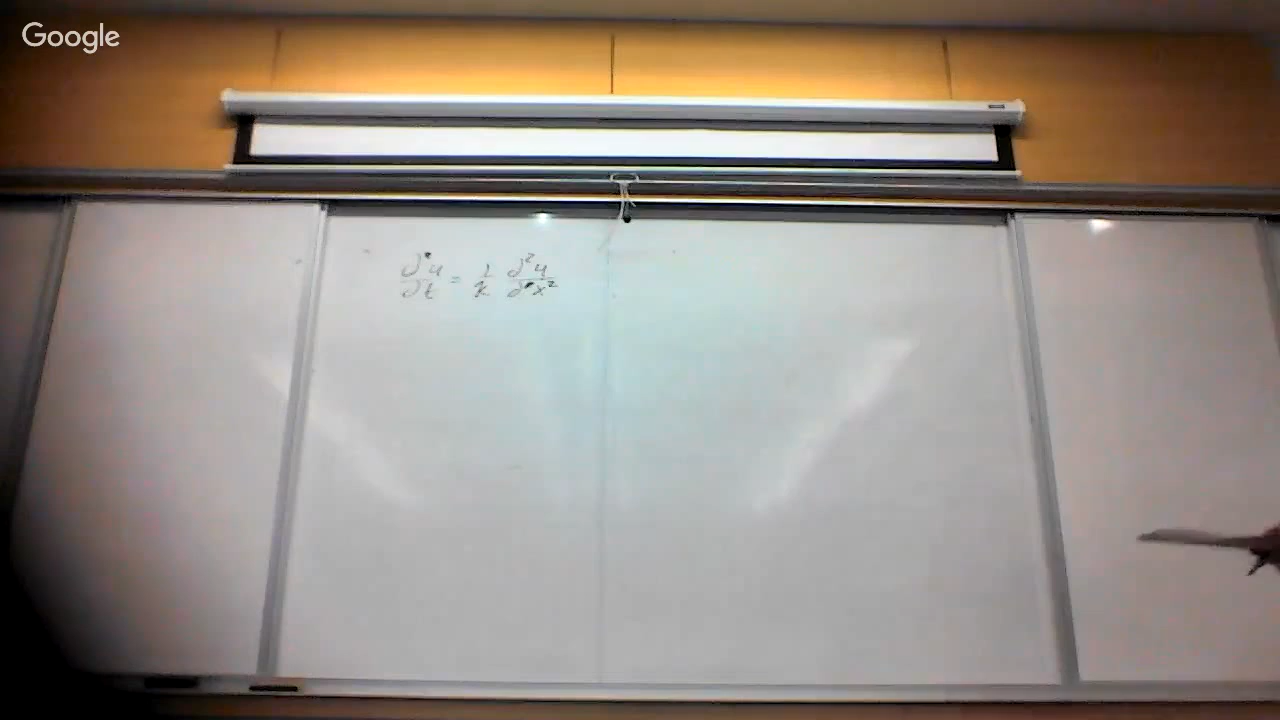 Google
∂u/∂t = 1/k ∂²u/∂x²